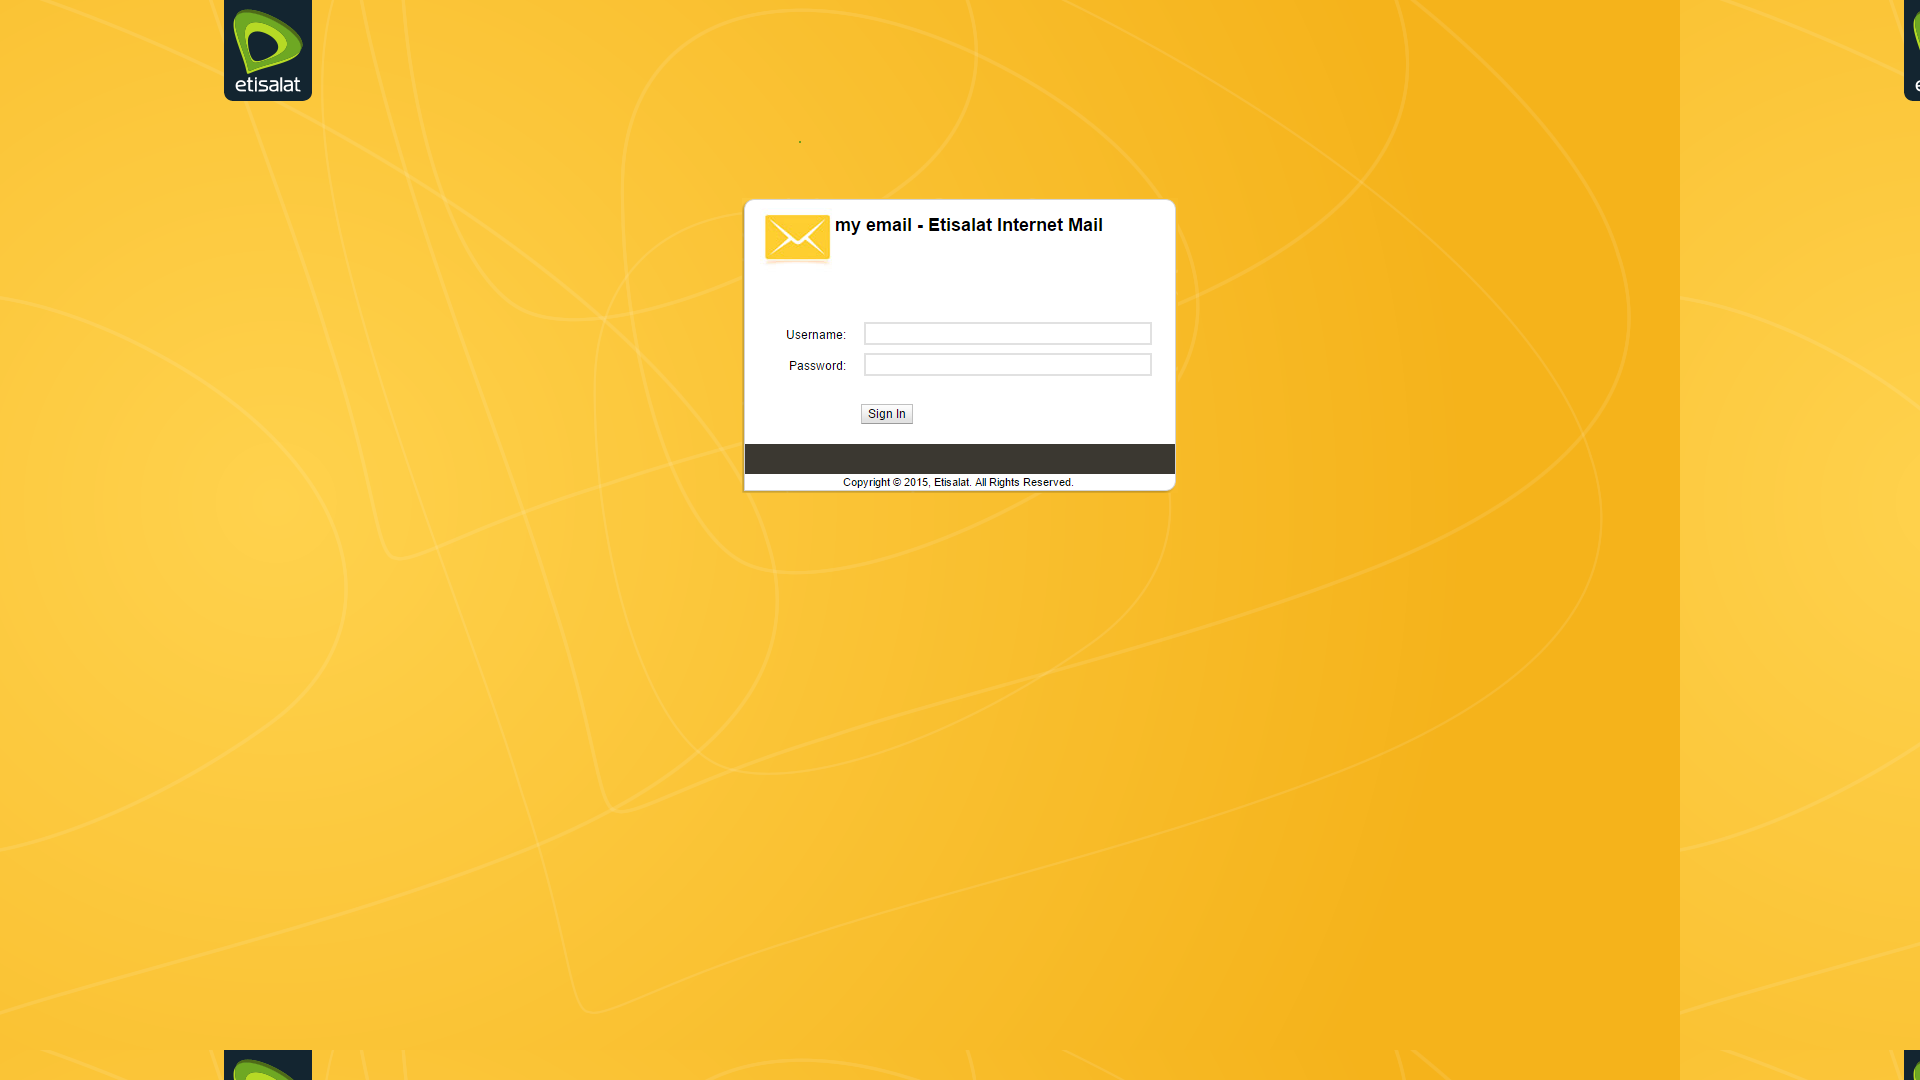 etisalat
my email - Etisalat Internet Mail
Username:
Password:
Sign In
Copyright © 2015, Etisalat. All Rights Reserved.